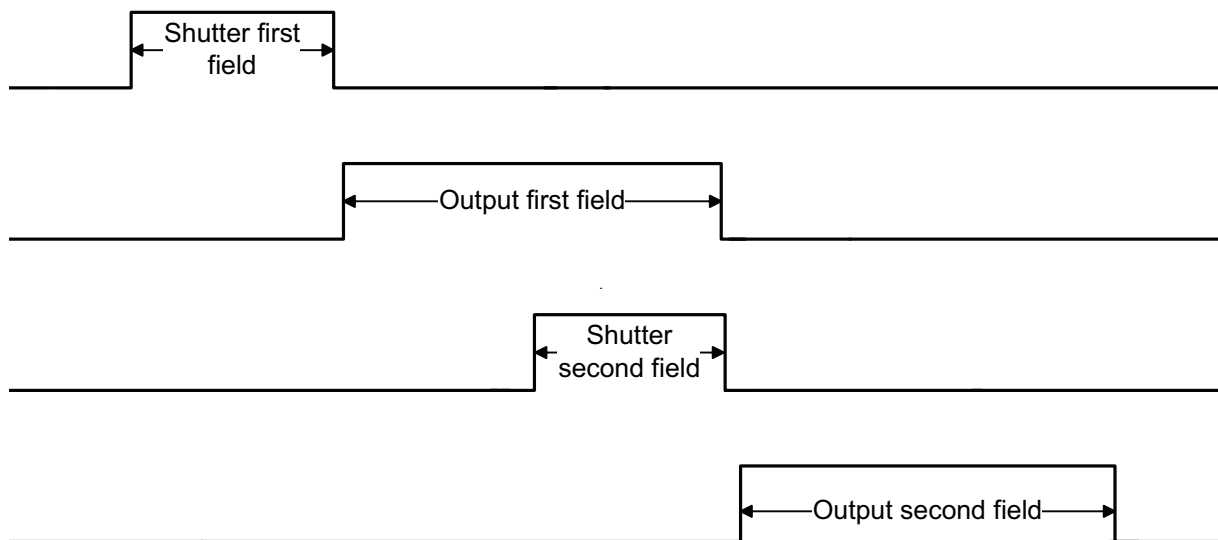 Shutter first
field
Output first field
Shutter
second field
Output second field